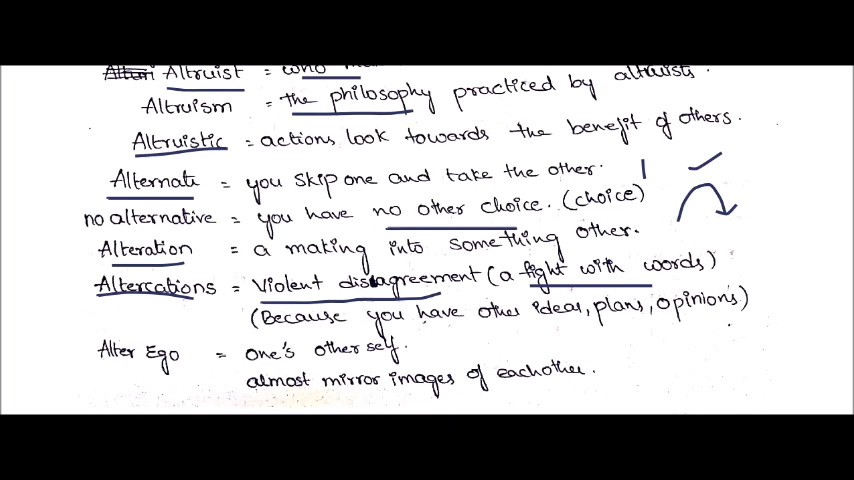 Altruist = who
Altruism = the philosophy practiced by altruists.
Altruistic = actions look towards the benefit of others.
Alternate = you skip one and take the other.
no alternative = you have no other choice. (choice)
Alteration = a making into something other.
Altercations = Violent disagreement (a fight with words)
(Because you have other ideas, plans, opinions)
Alter Ego = one's other self.
almost mirror images of eachother.